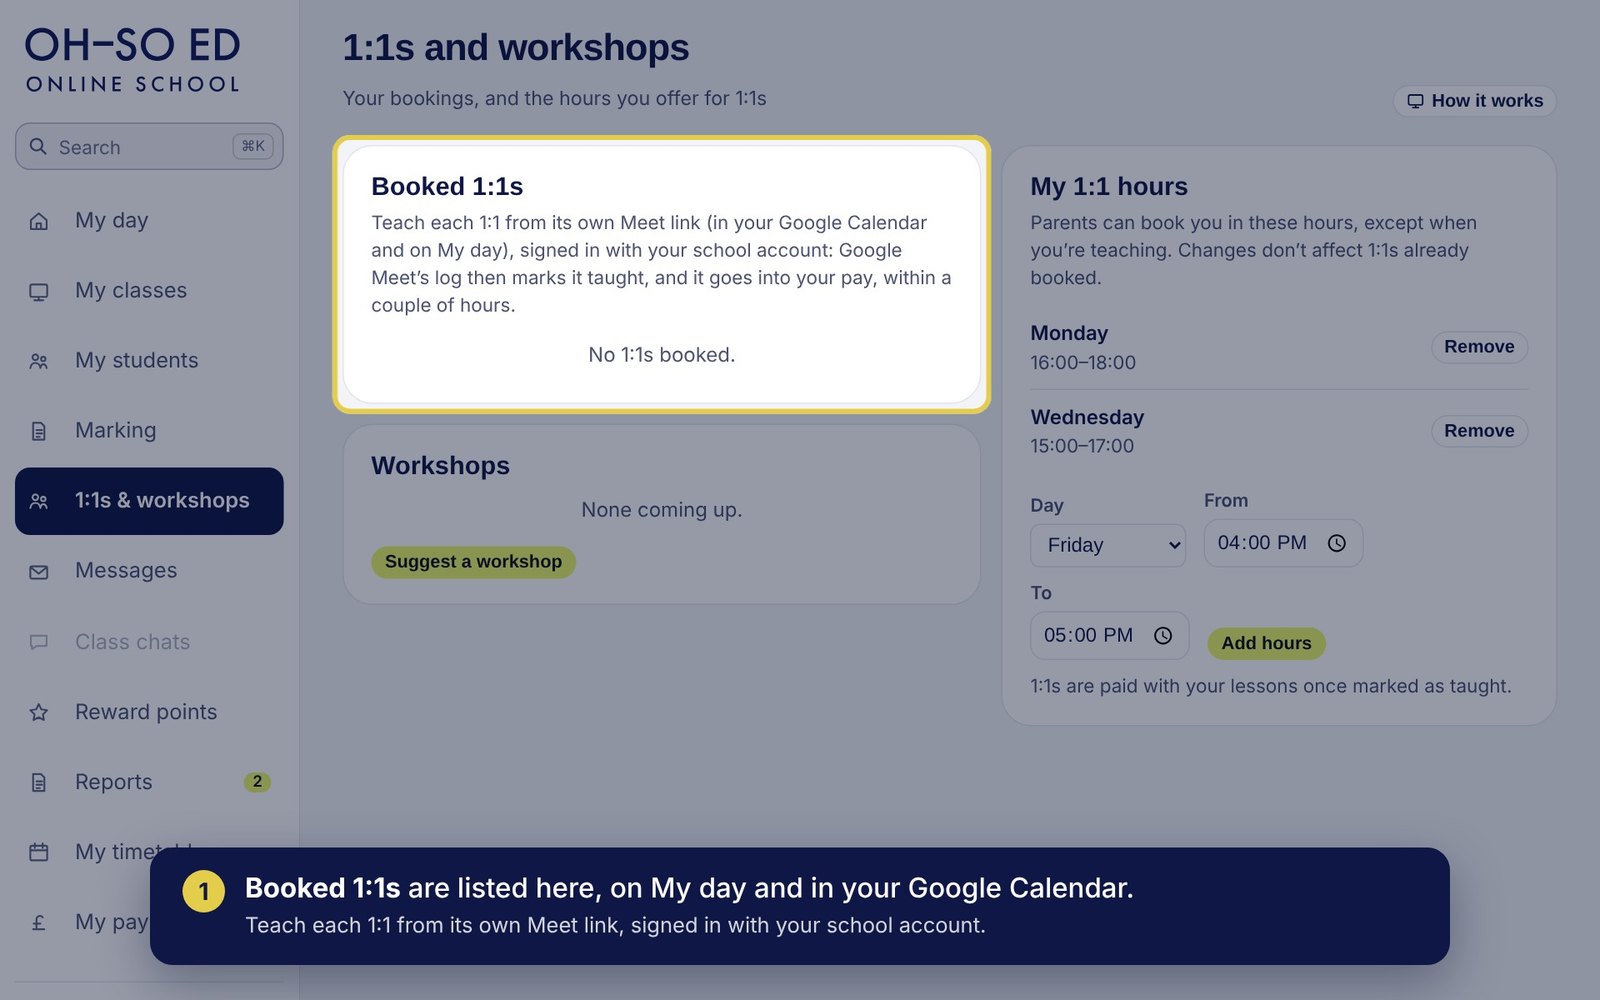 OH–SO ED
ONLINE SCHOOL
Search
⌘K
My day
My classes
My students
Marking
1:1s & workshops
Messages
Class chats
Reward points
Reports
2
My
My pay
1:1s and workshops
Your bookings, and the hours you offer for 1:1s
How it works
Booked 1:1s
Teach each 1:1 from its own Meet link (in your Google Calendar
and on My day), signed in with your school account: Google
Meet’s log then marks it taught, and it goes into your pay, within a
couple of hours.
No 1:1s booked.
Workshops
None coming up.
Suggest a workshop
My 1:1 hours
Parents can book you in these hours, except when
you’re teaching. Changes don’t affect 1:1s already
booked.
Monday
16:00–18:00
Remove
Wednesday
15:00–17:00
Remove
Day
From
Friday
04:00 PM
To
05:00 PM
Add hours
1:1s are paid with your lessons once marked as taught.
1
Booked 1:1s are listed here, on My day and in your Google Calendar.
Teach each 1:1 from its own Meet link, signed in with your school account.